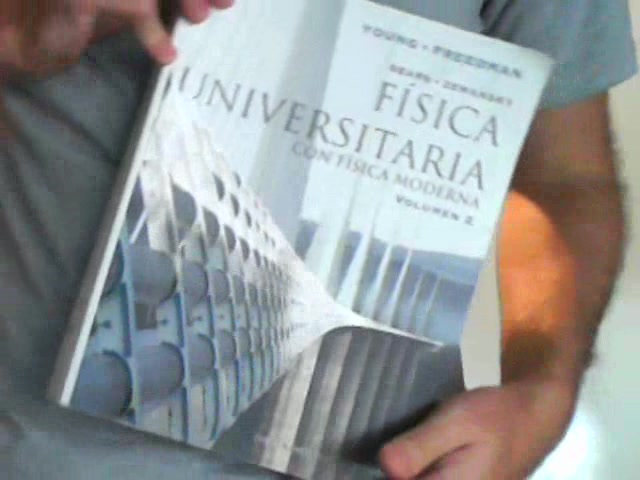 YOUNG • FREEDMAN
SEARS • ZEMANSKY
FÍSICA
UNIVERSITARIA
CON FÍSICA MODERNA
VOLUMEN 2